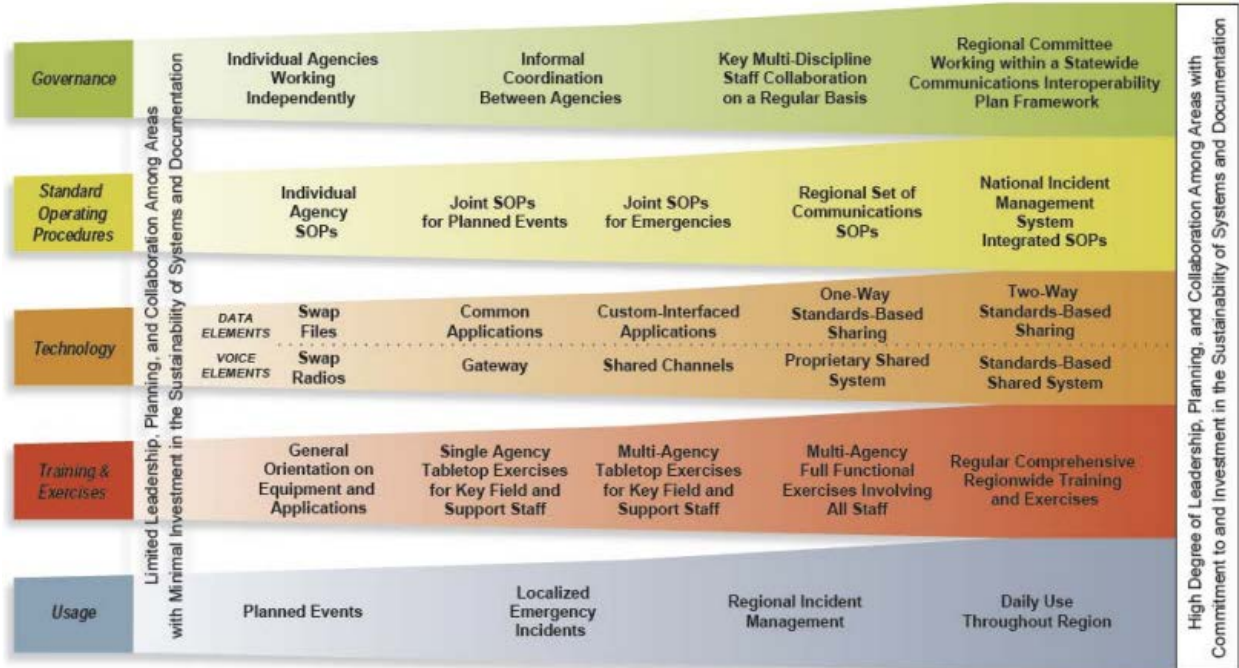 Governance
Limited Leadership, Planning, and Collaboration Among Areas
with Minimal Investment in the Sustainability of Systems and Documentation
Individual Agencies
Working
Independently
Informal
Coordination
Between Agencies
Key Multi-Discipline
Staff Collaboration
on a Regular Basis
Regional Committee
Working within a Statewide
Communications Interoperability
Plan Framework
High Degree of Leadership, Planning, and Collaboration Among Areas with
Commitment to and Investment in the Sustainability of Systems and Documentation
Standard
Operating
Procedures
Individual
Agency
SOPs
Joint SOPs
for Planned Events
Joint SOPs
for Emergencies
Regional Set of
Communications
SOPs
National Incident
Management
System
Integrated SOPs
Technology
DATA
ELEMENTS
Swap
Files
Common
Applications
Custom-Interfaced
Applications
One-Way
Standards-Based
Sharing
Two-Way
Standards-Based
Sharing
VOICE
ELEMENTS
Swap
Radios
Gateway
Shared Channels
Proprietary Shared
System
Standards-Based
Shared System
Training &
Exercises
General
Orientation on
Equipment and
Applications
Single Agency
Tabletop Exercises
for Key Field and
Support Staff
Multi-Agency
Tabletop Exercises
for Key Field and
Support Staff
Multi-Agency
Full Functional
Exercises Involving
All Staff
Regular Comprehensive
Regionwide Training
and Exercises
Usage
Planned Events
Localized
Emergency
Incidents
Regional Incident
Management
Daily Use
Throughout Region